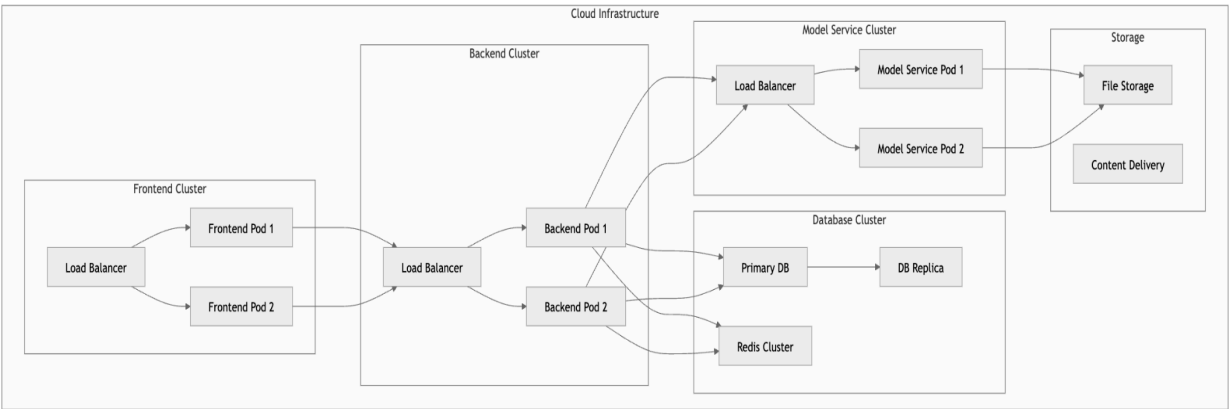 Cloud Infrastructure
Frontend Cluster
Load Balancer
Frontend Pod 1
Frontend Pod 2
Backend Cluster
Load Balancer
Backend Pod 1
Backend Pod 2
Model Service Cluster
Load Balancer
Model Service Pod 1
Model Service Pod 2
Database Cluster
Primary DB
DB Replica
Redis Cluster
Storage
File Storage
Content Delivery